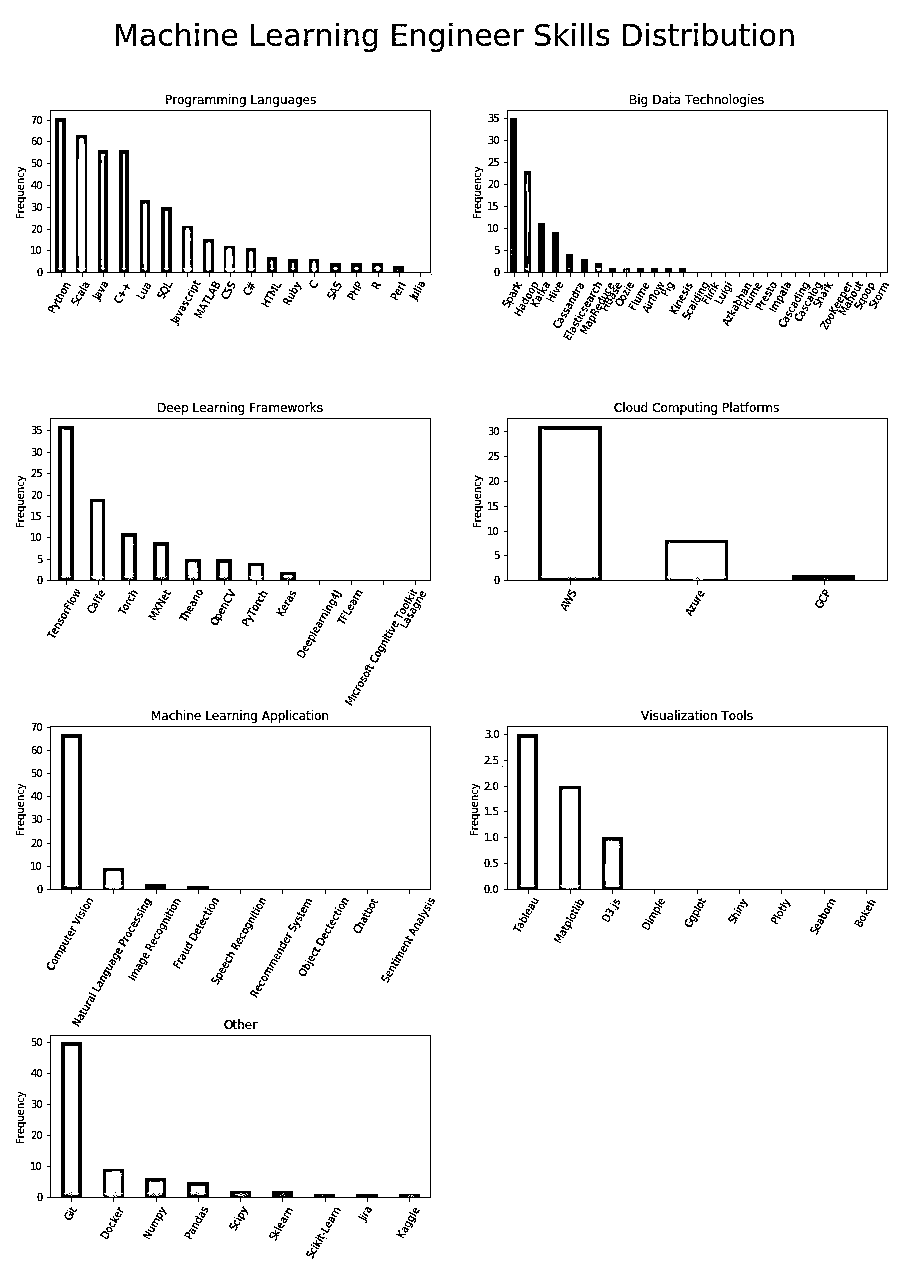 Machine Learning Engineer Skills Distribution
Programming Languages
Frequency
70
60
50
40
30
20
10
0
Python
Scala
Java
C++
Lua
SQL
Javascript
MATLAB
CSS
C#
HTML
Ruby
C
SAS
PHP
R
Perl
Julia
Big Data Technologies
Frequency
35
30
25
20
15
10
5
0
Spark
Hadoop
Kafka
Hive
Cassandra
Elasticsearch
MapReduce
HBase
Oozie
Flume
Airflow
Pig
Kinesis
Scalding
Flink
Luigi
Azkabhan
Hume
Presto
Impala
Cascading
Cascalog
Shark
ZooKeeper
Mahout
Sqoop
Storm
Deep Learning Frameworks
Frequency
35
30
25
20
15
10
5
0
TensorFlow
Caffe
Torch
MXNet
Theano
OpenCV
PyTorch
Keras
Deeplearning4J
TFLearn
Microsoft Cognitive Toolkit
Lasagne
Cloud Computing Platforms
Frequency
30
25
20
15
10
5
0
AWS
Azure
GCP
Machine Learning Application
Frequency
70
60
50
40
30
20
10
0
Computer Vision
Natural Language Processing
Image Recognition
Fraud Detection
Speech Recognition
Recommender System
Object Dectection
Chatbot
Sentiment Analysis
Visualization Tools
Frequency
3.0
2.5
2.0
1.5
1.0
0.5
0.0
Tableau
Matplotlib
D3.js
Dimple
Ggplot
Shiny
Plotly
Seaborn
Bokeh
Other
Frequency
50
40
30
20
10
0
Git
Docker
Numpy
Pandas
Scipy
Sklearn
Scikit-Learn
Jira
Kaggle